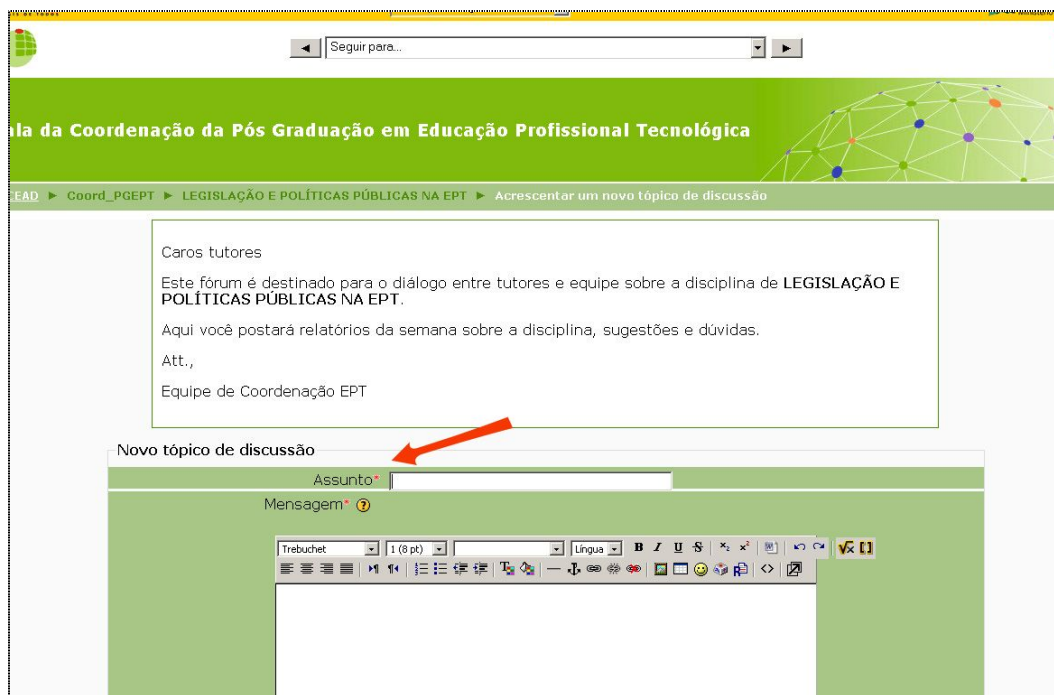 Seguir para...
la da Coordenação da Pós Graduação em Educação Profissional Tecnológica
EAD ► Coord_PGEPT ► LEGISLAÇÃO E POLÍTICAS PÚBLICAS NA EPT ► Acrescentar um novo tópico de discussão
Caros tutores
Este fórum é destinado para o diálogo entre tutores e equipe sobre a disciplina de LEGISLAÇÃO E
POLÍTICAS PÚBLICAS NA EPT.
Aqui você postará relatórios da semana sobre a disciplina, sugestões e dúvidas.
Att.,
Equipe de Coordenação EPT
Novo tópico de discussão
Assunto*
Mensagem*
Trebuchet 1 (8 pt) Língua B I U S